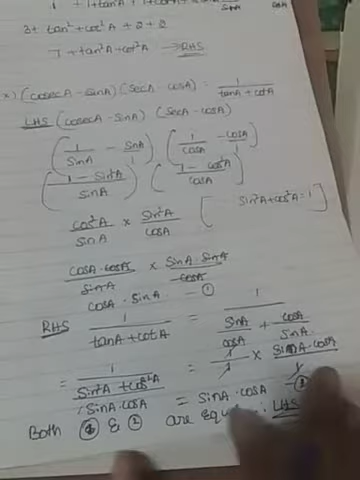 1 + 1 + tan²A +
3 + tan² + cot²A + 2 + 2
7 + tan²A + cot²A → RHS
x) (cosecA - sinA) (secA - cosA) = 1/(tanA + cotA)
LHS (cosecA - sinA) (secA - cosA)
(1/sinA - sinA/1) (1/cosA - cosA/1)
((1 - sin²A)/sinA) ((1 - cos²A)/cosA)
cos²A/sinA × sin²A/cosA [ sin²A + cos²A = 1 ]
cosA · cosA/sinA × sinA · sinA/cosA
cosA · sinA — ①
RHS 1/(tanA + cotA) = 1/(sinA/cosA + cosA/sinA)
= 1/((sin²A + cos²A)/(sinA · cosA)) = 1/1 × sinA · cosA/1
= sinA · cosA — ②
Both ① & ② are Equal ∴ LHS